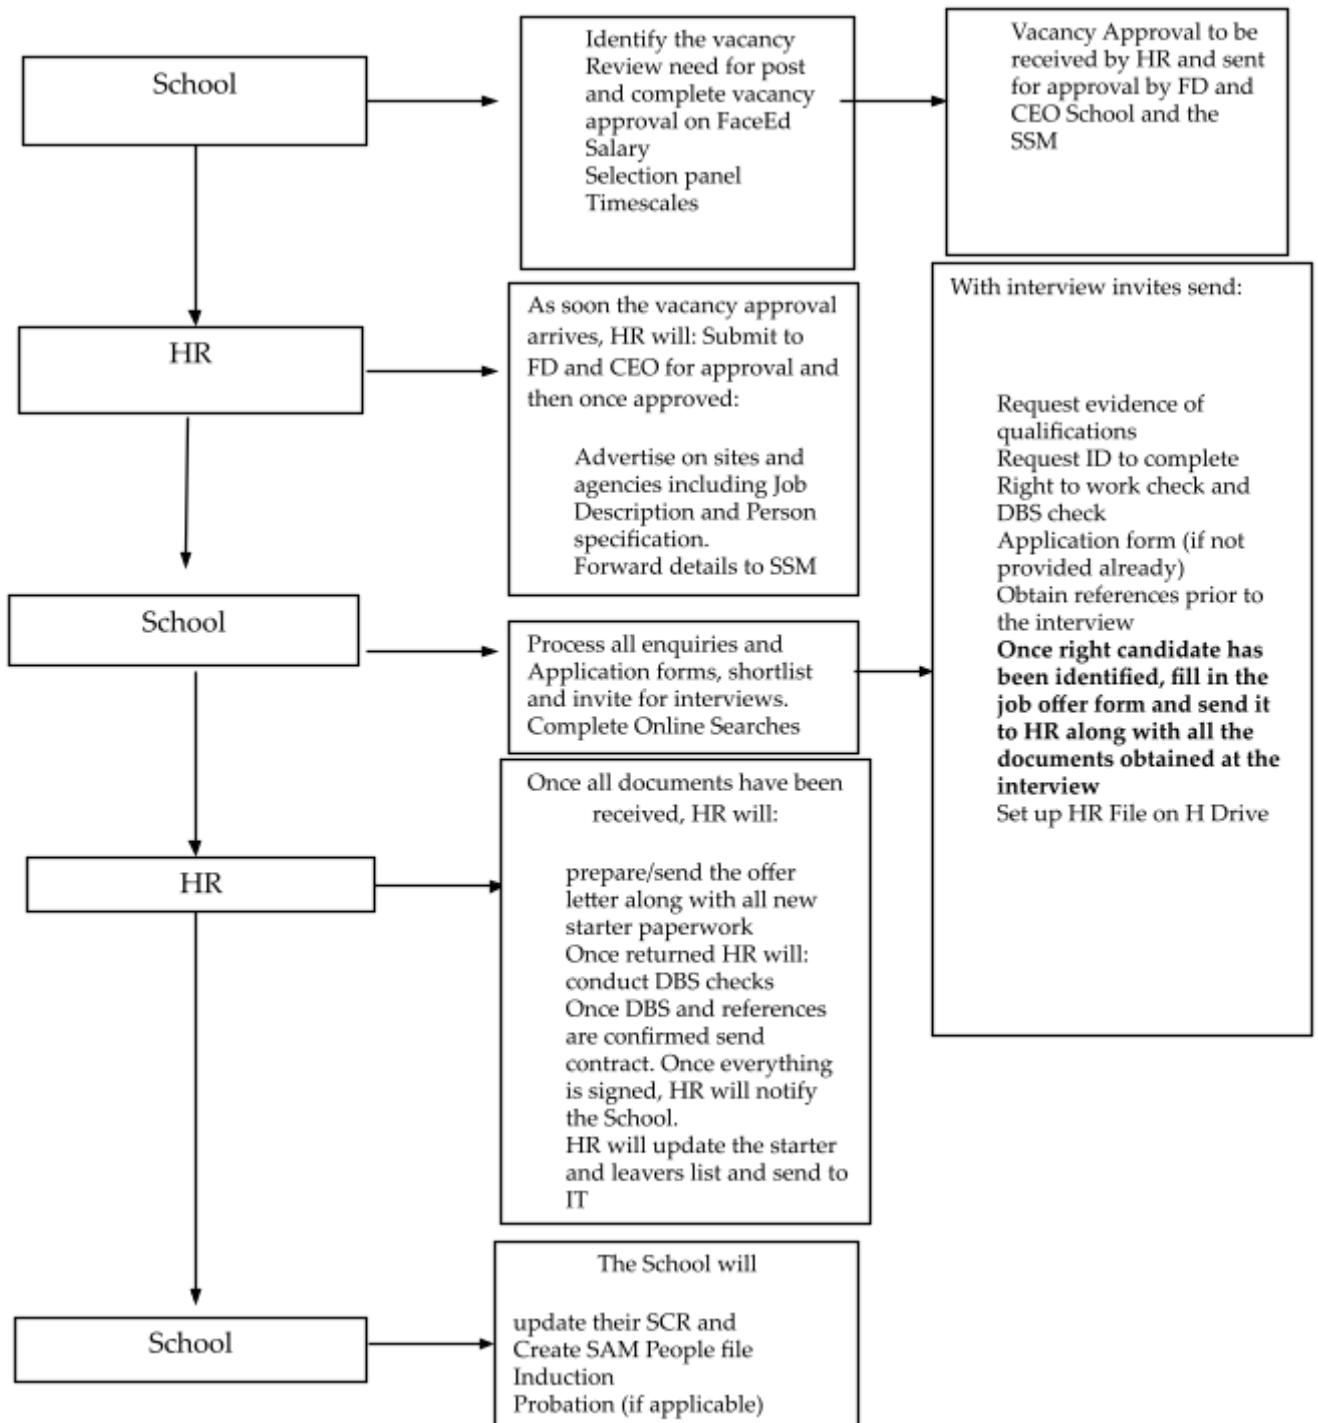 School
Identify the vacancy
Review need for post
and complete vacancy
approval on FaceEd
Salary
Selection panel
Timescales
Vacancy Approval to be
received by HR and sent
for approval by FD and
CEO School and the
SSM
HR
As soon the vacancy approval
arrives, HR will: Submit to
FD and CEO for approval and
then once approved:
Advertise on sites and
agencies including Job
Description and Person
specification.
Forward details to SSM
School
Process all enquiries and
Application forms, shortlist
and invite for interviews.
Complete Online Searches
With interview invites send:
Request evidence of
qualifications
Request ID to complete
Right to work check and
DBS check
Application form (if not
provided already)
Obtain references prior to
the interview
Once right candidate has
been identified, fill in the
job offer form and send it
to HR along with all the
documents obtained at the
interview
Set up HR File on H Drive
HR
Once all documents have been
received, HR will:
prepare/send the offer
letter along with all new
starter paperwork
Once returned HR will:
conduct DBS checks
Once DBS and references
are confirmed send
contract. Once everything
is signed, HR will notify
the School.
HR will update the starter
and leavers list and send to
IT
School
The School will
update their SCR and
Create SAM People file
Induction
Probation (if applicable)